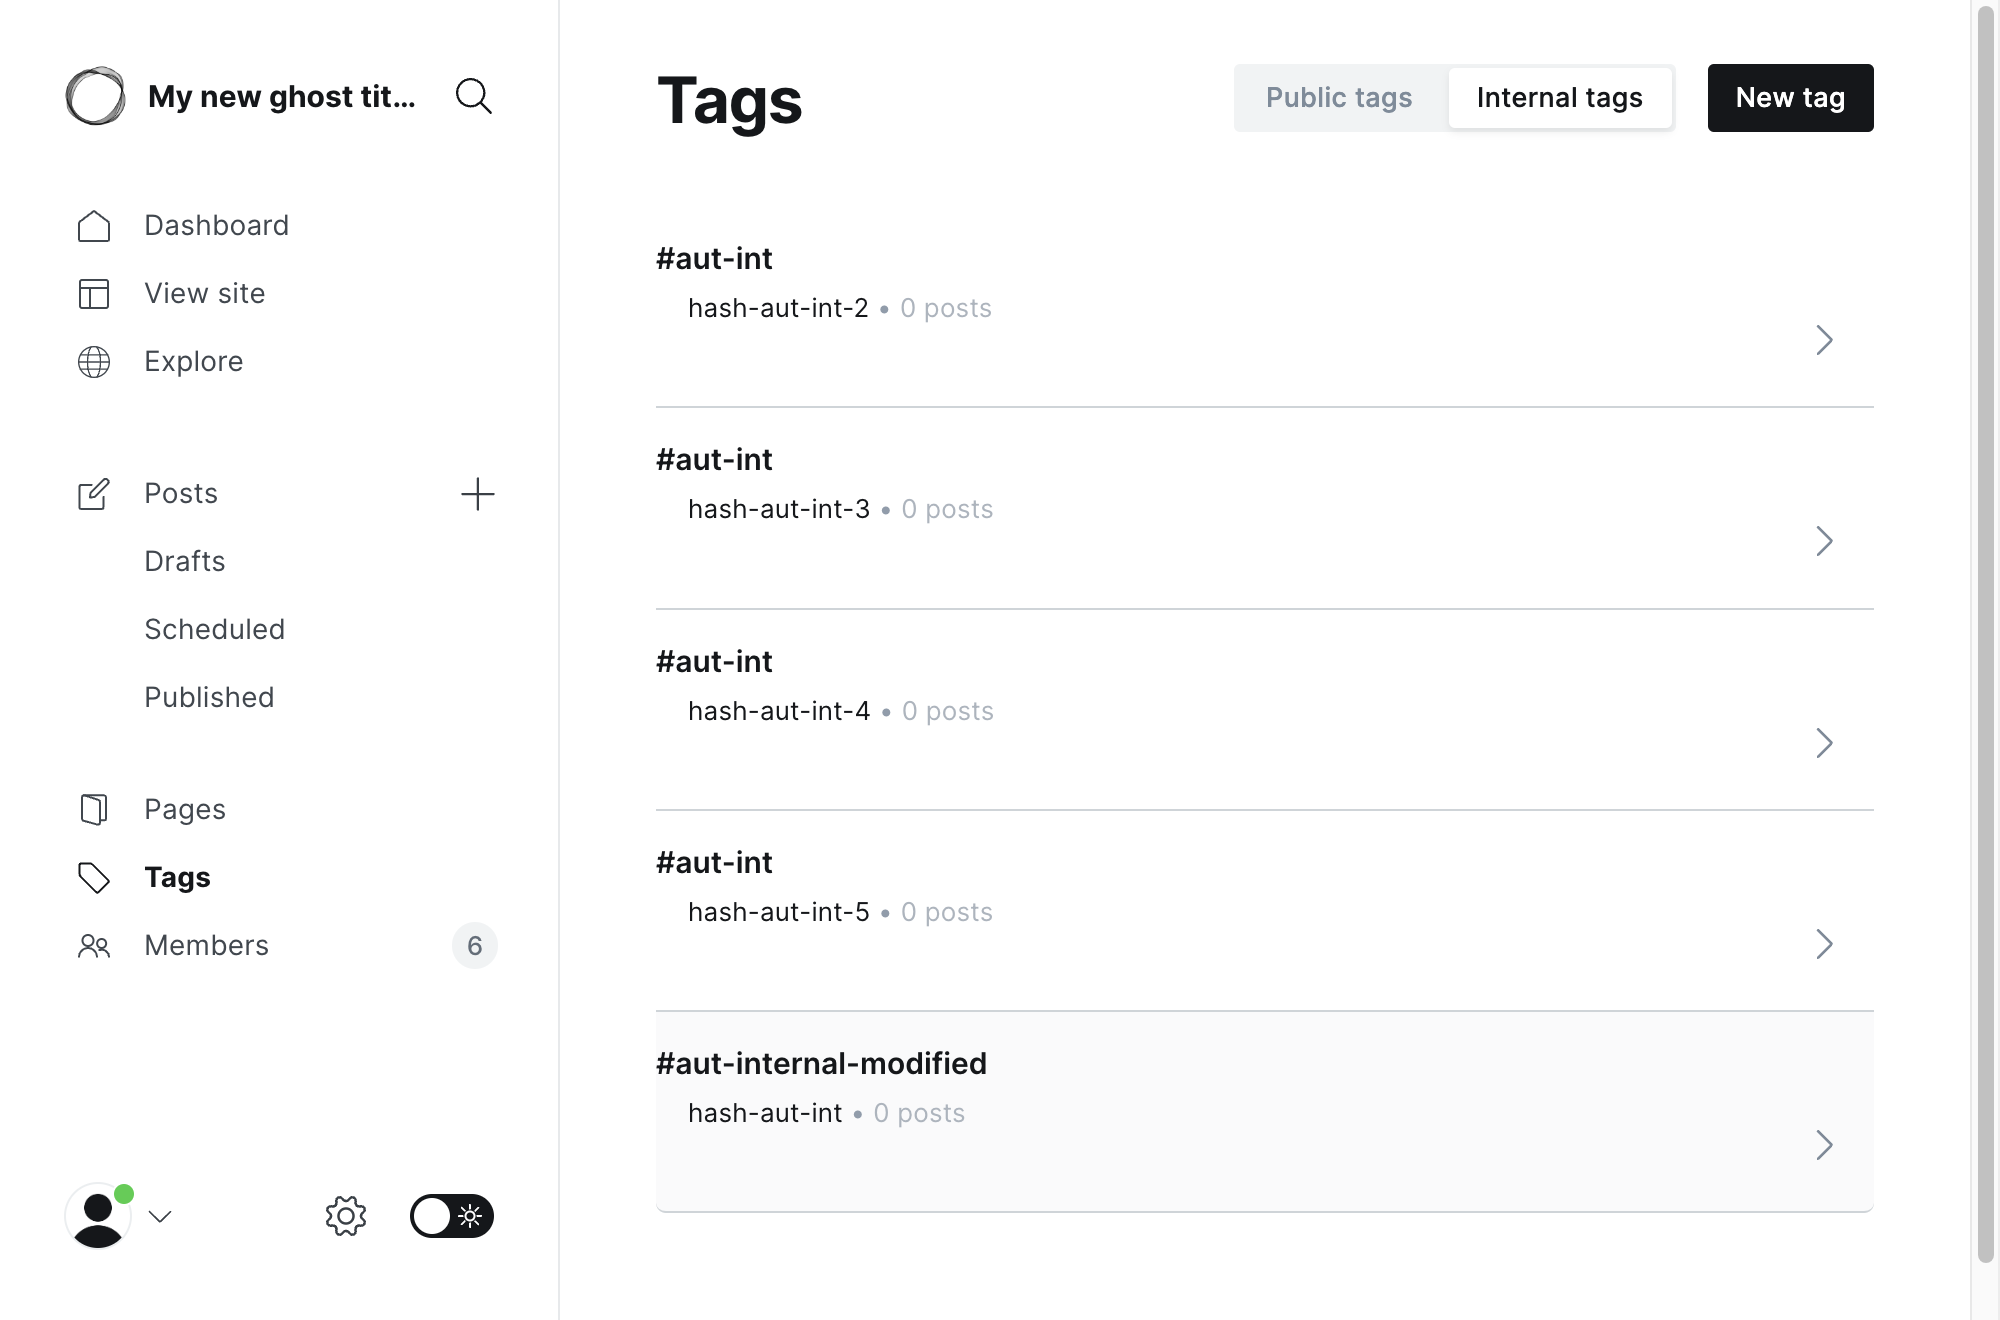 My new ghost tit...
Dashboard
View site
Explore
Posts
Drafts
Scheduled
Published
Pages
Tags
Members 6
Tags
Public tags Internal tags New tag
#aut-int
hash-aut-int-2 • 0 posts
#aut-int
hash-aut-int-3 • 0 posts
#aut-int
hash-aut-int-4 • 0 posts
#aut-int
hash-aut-int-5 • 0 posts
#aut-internal-modified
hash-aut-int • 0 posts